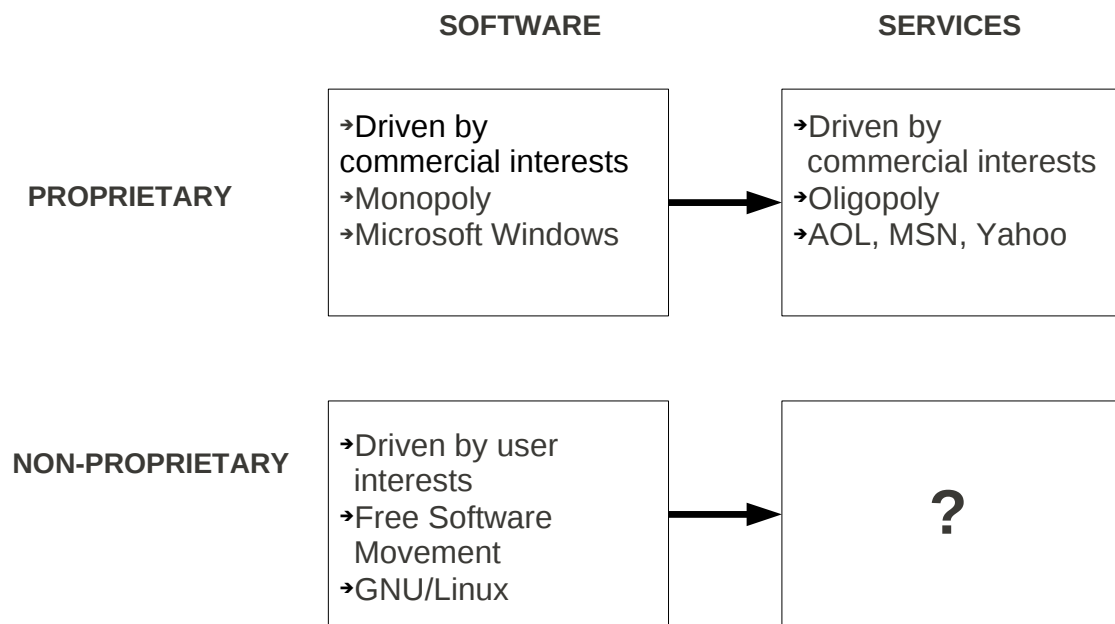 SOFTWARE
SERVICES
PROPRIETARY
➔Driven by
commercial interests
➔Monopoly
➔Microsoft Windows
➔Driven by
commercial interests
➔Oligopoly
➔AOL, MSN, Yahoo
NON-PROPRIETARY
➔Driven by user
interests
➔Free Software
Movement
➔GNU/Linux
?